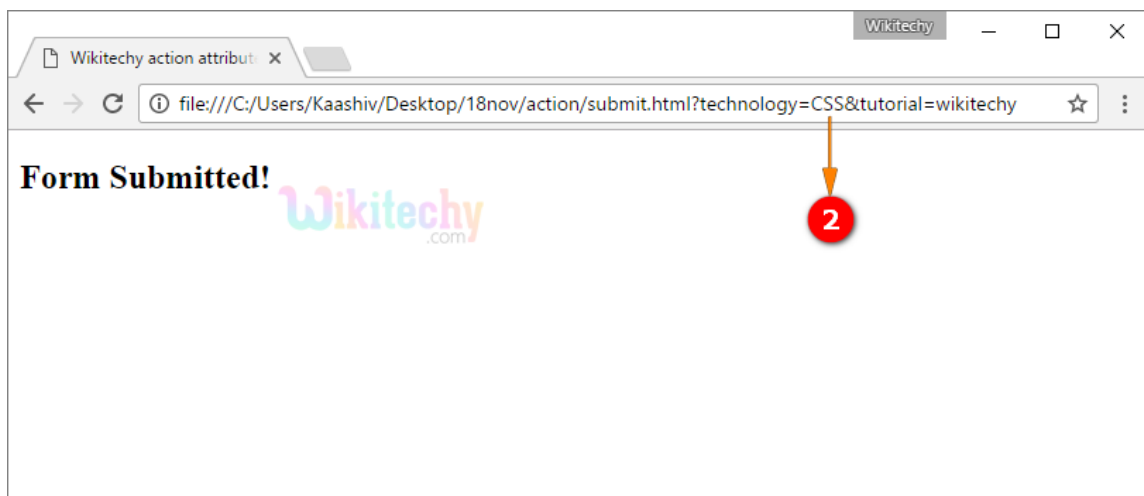 Wikitechy
Wikitechy action attribut
file:///C:/Users/Kaashiv/Desktop/18nov/action/submit.html?technology=CSS&tutorial=wikitechy
Form Submitted!
Wikitechy
.com
2